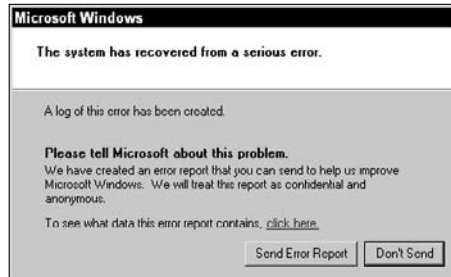 Microsoft Windows
The system has recovered from a serious error.
A log of this error has been created.
Please tell Microsoft about this problem.
We have created an error report that you can send to help us improve
Microsoft Windows. We will treat this report as confidential and
anonymous.
To see what data this error report contains, click here.
Send Error Report Don't Send